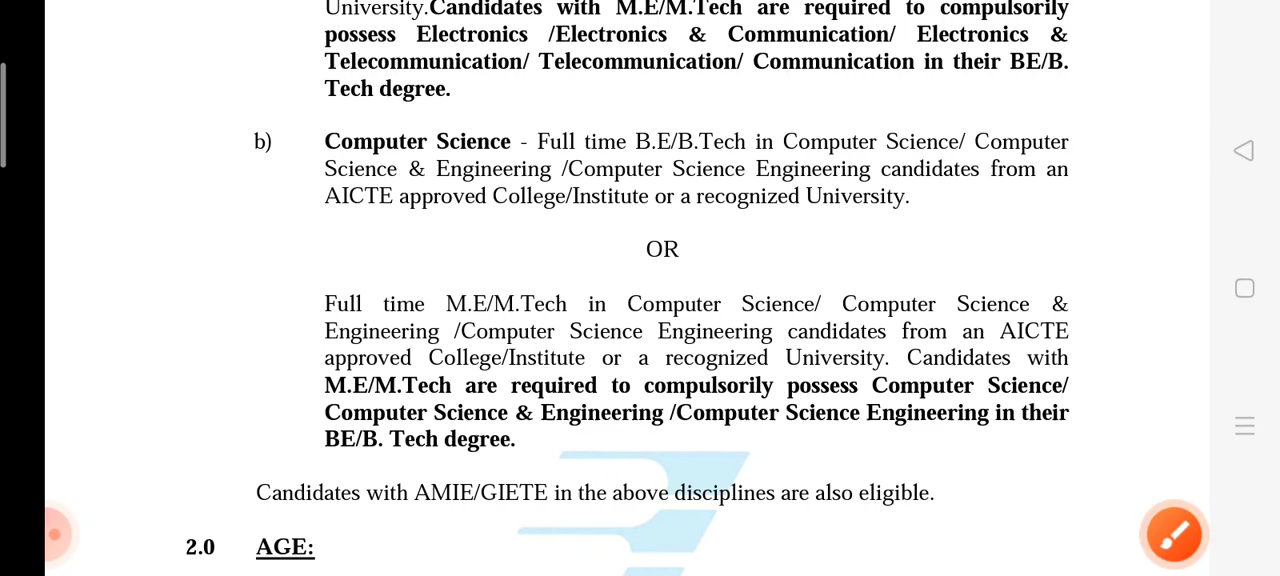 University.Candidates with M.E/M.Tech are required to compulsorily
possess Electronics /Electronics & Communication/ Electronics &
Telecommunication/ Telecommunication/ Communication in their BE/B.
Tech degree.
b) Computer Science - Full time B.E/B.Tech in Computer Science/ Computer
Science & Engineering /Computer Science Engineering candidates from an
AICTE approved College/Institute or a recognized University.
OR
Full time M.E/M.Tech in Computer Science/ Computer Science &
Engineering /Computer Science Engineering candidates from an AICTE
approved College/Institute or a recognized University. Candidates with
M.E/M.Tech are required to compulsorily possess Computer Science/
Computer Science & Engineering /Computer Science Engineering in their
BE/B. Tech degree.
Candidates with AMIE/GIETE in the above disciplines are also eligible.
2.0 AGE: